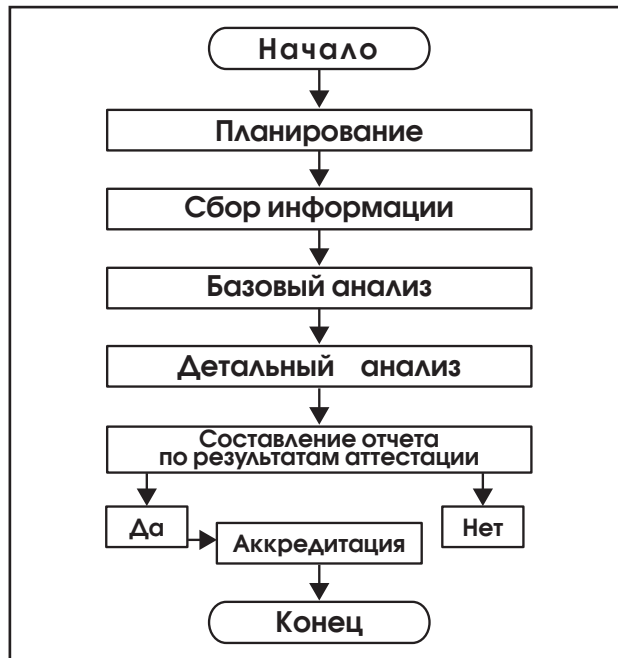 Начало
Планирование
Сбор информации
Базовый анализ
Детальный анализ
Составление отчета
по результатам аттестации
Да
Нет
Аккредитация
Конец